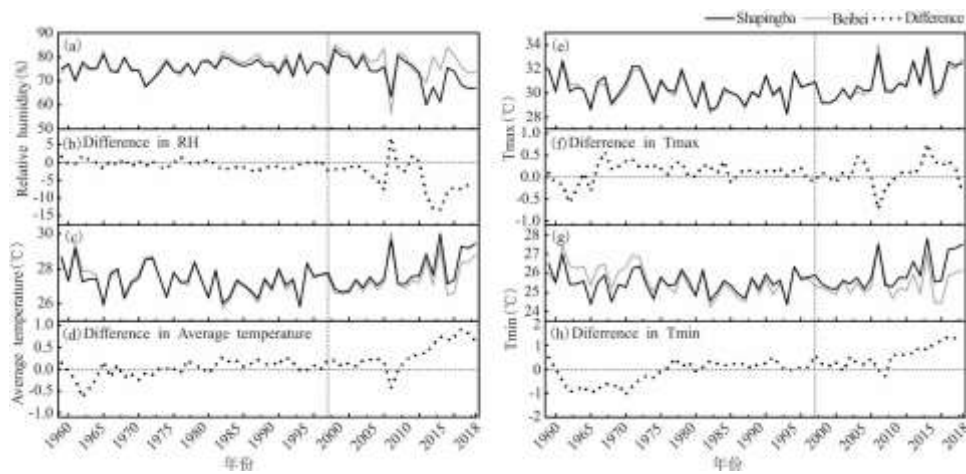 Shapingba Beibei Difference
(a)
90
80
70
60
50
Relative humidity(%)
(b)Difference in RH
5
0
-5
-10
-15
(c)
30
28
26
Average temperature(℃)
(d)Difference in Average temperature
1.0
0.5
0.0
-0.5
-1.0
1960 1965 1970 1975 1980 1985 1990 1995 2000 2005 2010 2015 2018
年份
(e)
34
32
30
28
Tmax(℃)
(f)Difference in Tmax
1.0
0.5
0.0
-0.5
-1.0
(g)
28
27
26
25
24
Tmin(℃)
(h)Diferrence in Tmin
2
1
0
-1
-2
1960 1965 1970 1975 1980 1985 1990 1995 2000 2005 2010 2015 2018
年份